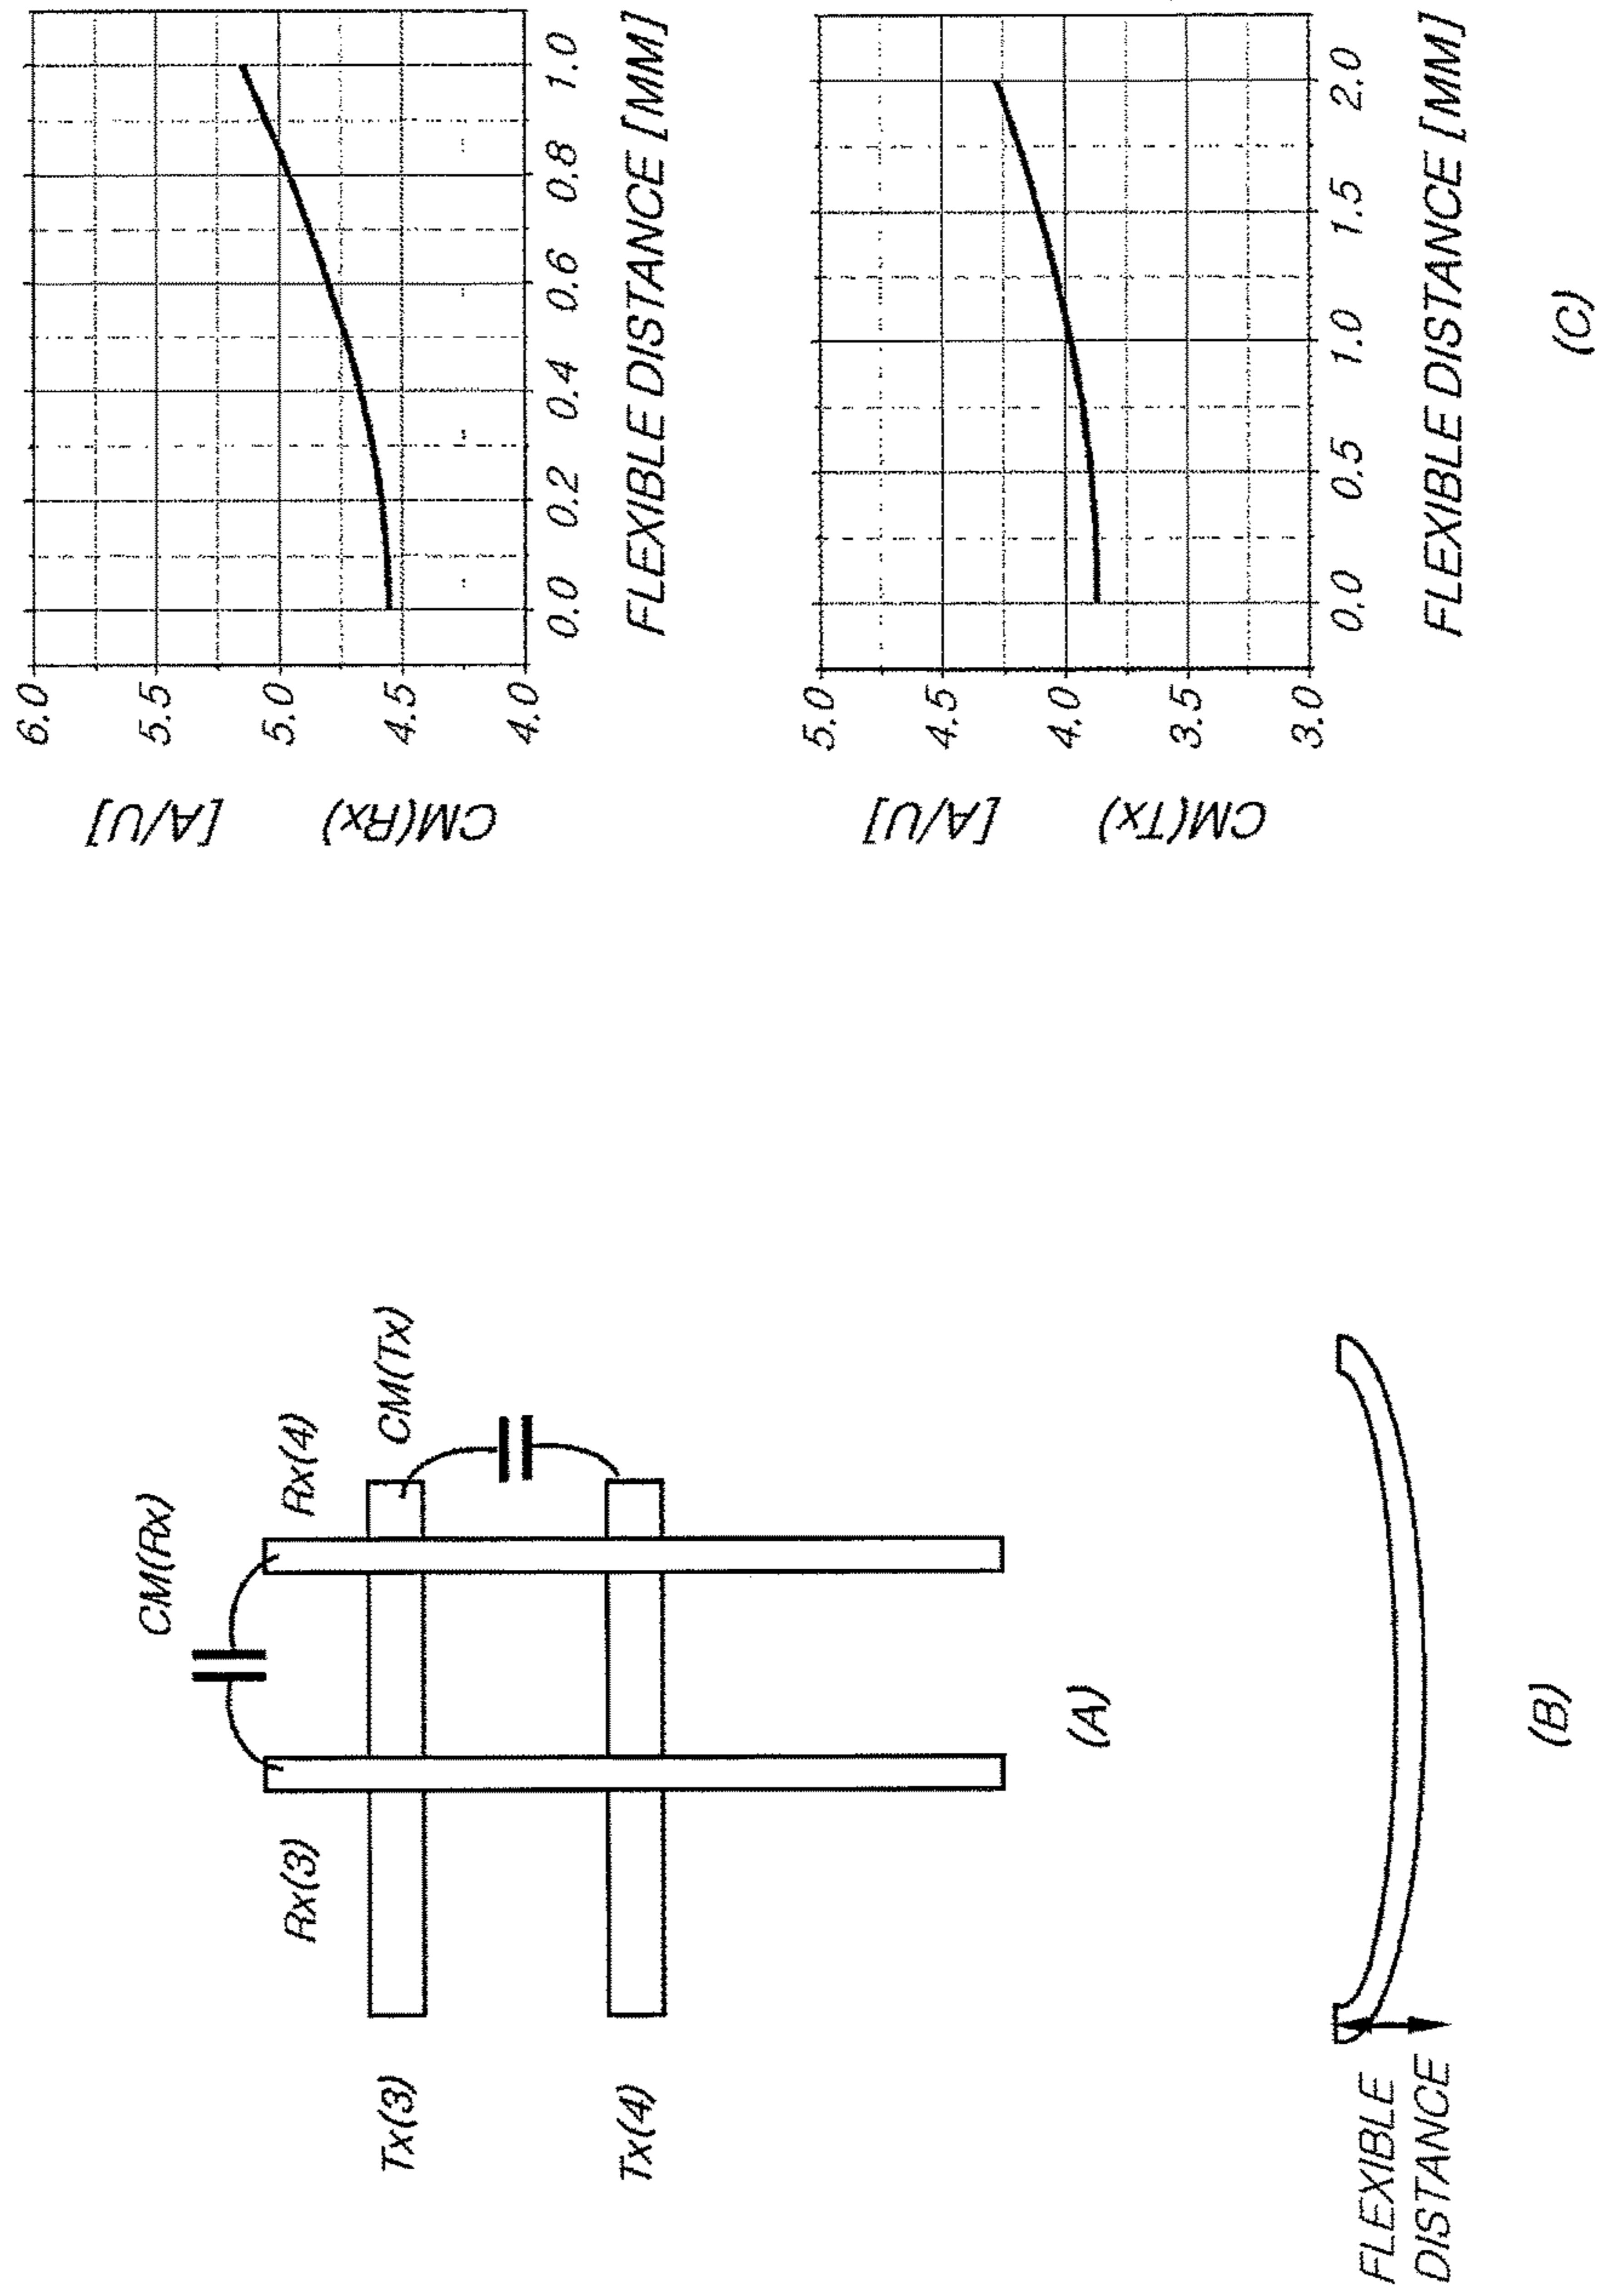 CM(Rx)
Rx(3)
Rx(4)
CM(Tx)
Tx(3)
Tx(4)
(A)
FLEXIBLE
DISTANCE
(B)
CM(Rx) [A/U]
6.0
5.5
5.0
4.5
4.0
0.0 0.2 0.4 0.6 0.8 1.0
FLEXIBLE DISTANCE [MM]
CM(Tx) [A/U]
5.0
4.5
4.0
3.5
3.0
0.0 0.5 1.0 1.5 2.0
FLEXIBLE DISTANCE [MM]
(C)